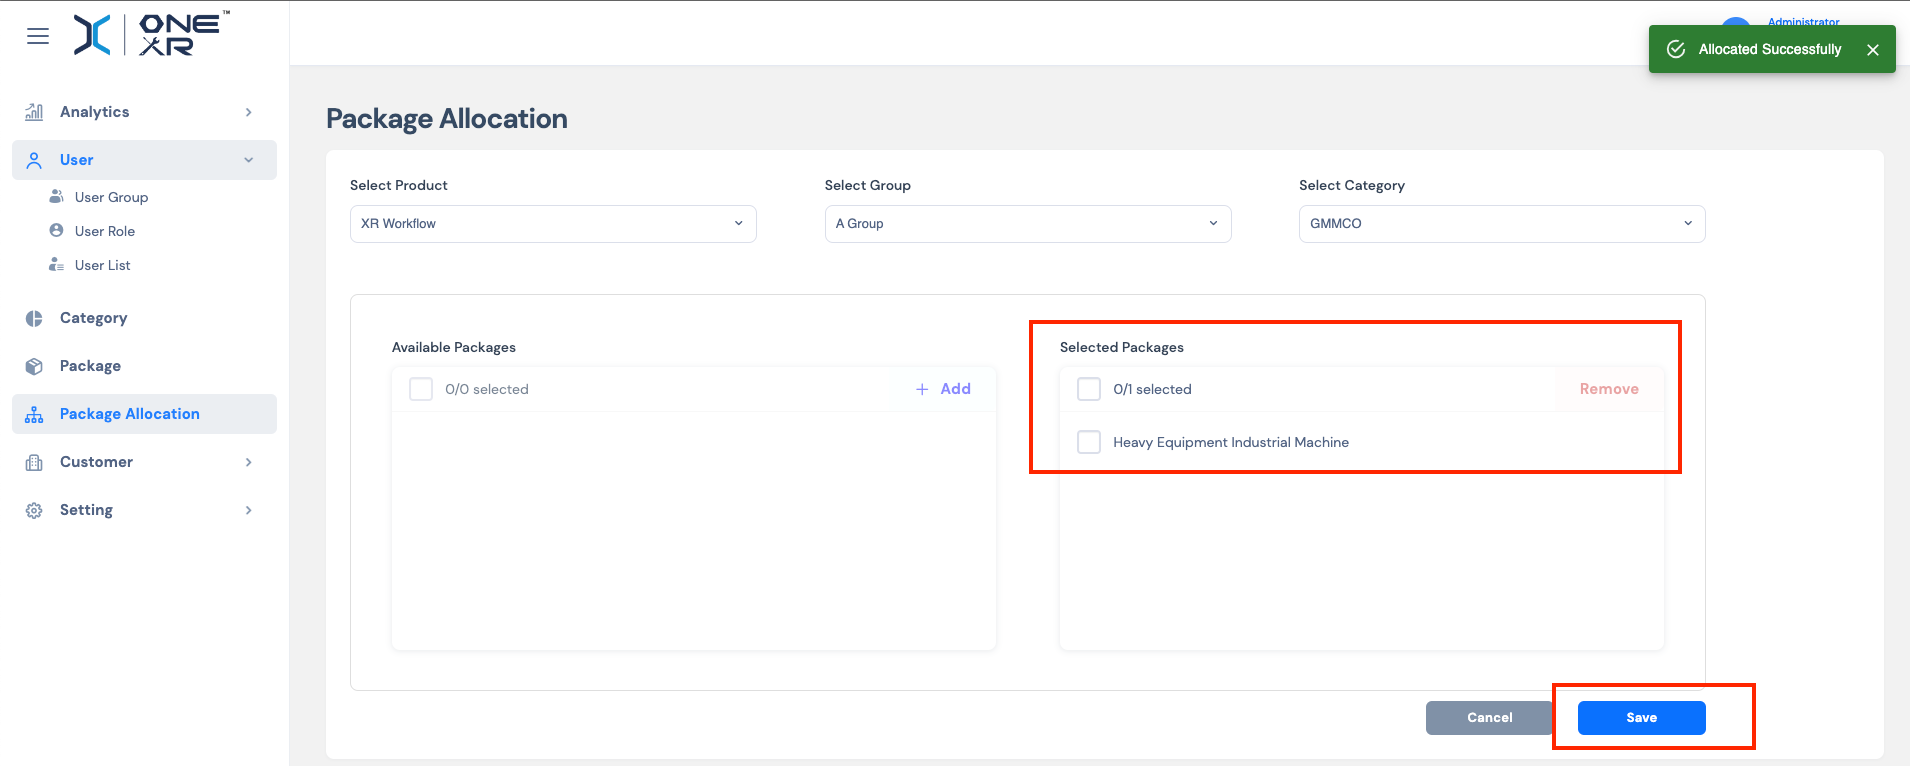 ONE XR™
Administrator
Allocated Successfully
Analytics
User
User Group
User Role
User List
Category
Package
Package Allocation
Customer
Setting
Package Allocation
Select Product
Select Group
Select Category
XR Workflow
A Group
GMMCO
Available Packages
Selected Packages
0/0 selected
+ Add
0/1 selected
Remove
Heavy Equipment Industrial Machine
Cancel
Save